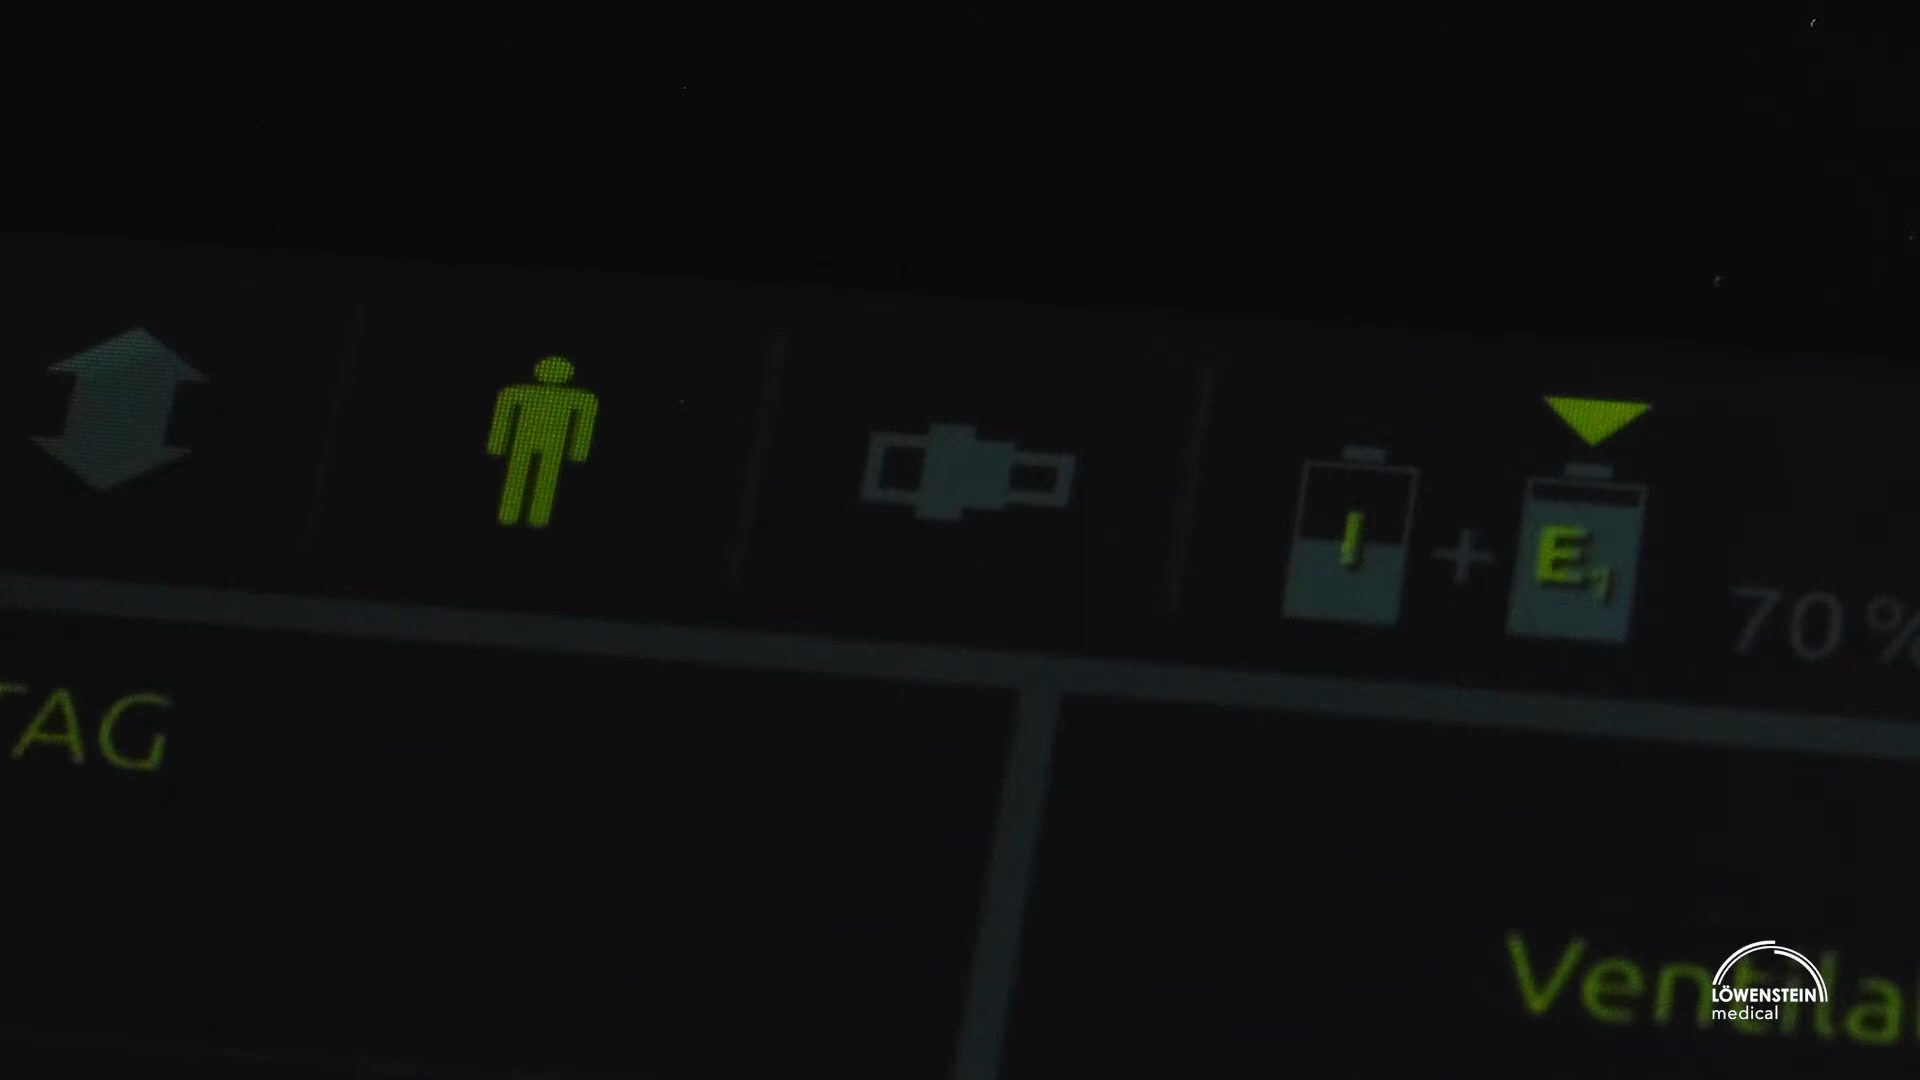 I + E1
70%
TAG
Ventila
LÖWENSTEIN
medical